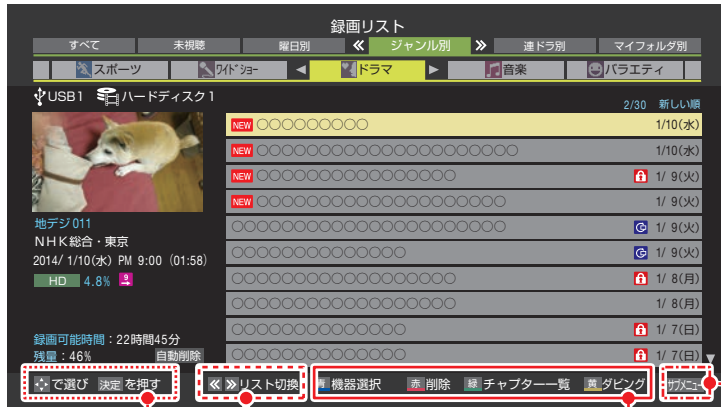 録画リスト
すべて 未視聴 曜日別 ≪ ジャンル別 ≫ 連ドラ別 マイフォルダ別
スポーツ ワイドショー ◀ ドラマ ▶ 音楽 バラエティ
USB1 ハードディスク1
2/30 新しい順
NEW ○○○○○○○○○ 1/10(水)
NEW ○○○○○○○○○○○○○○○○○○○○○ 1/10(水)
NEW ○○○○○○○○○○○○○○○○ 1/ 9(火)
NEW ○○○○○○○○○○○○○○○○○○○○ 1/ 9(火)
○○○○○○○○○○○○○○○○○○○○○○ 1/ 9(火)
○○○○○○○○○○○○○○ 1/ 9(火)
○○○○○○○○○○○○○○○○○○ 1/ 8(月)
○○○○○○○○○○○○○○○○○○ 1/ 8(月)
○○○○○○○○○○○○○○ 1/ 7(日)
○○○○○○○○○○○○○○ 1/ 7(日)
地デジ011
NHK総合・東京
2014/ 1/10(水) PM 9:00 (01:58)
HD 4.8% 9
録画可能時間：22時間45分
残量：46% 自動削除
で選び 決定 を押す ≪ ≫ リスト切換 青 機器選択 赤 削除 緑 チャプター一覧 黄 ダビング サブメニュー